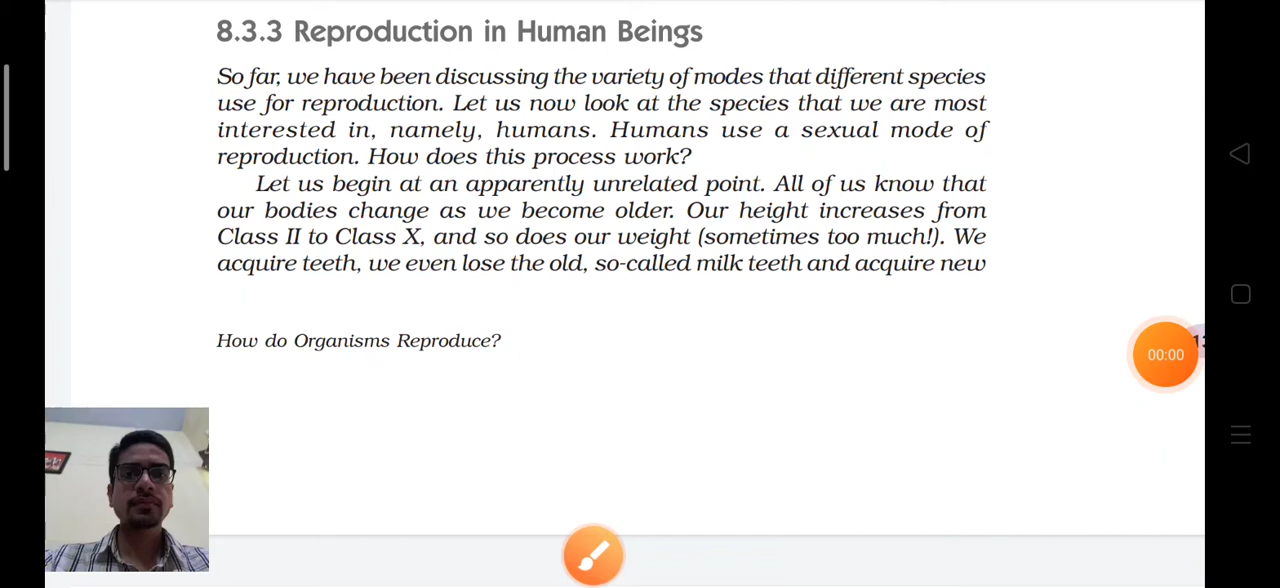 8.3.3 Reproduction in Human Beings
So far, we have been discussing the variety of modes that different species
use for reproduction. Let us now look at the species that we are most
interested in, namely, humans. Humans use a sexual mode of
reproduction. How does this process work?
Let us begin at an apparently unrelated point. All of us know that
our bodies change as we become older. Our height increases from
Class II to Class X, and so does our weight (sometimes too much!). We
acquire teeth, we even lose the old, so-called milk teeth and acquire new
How do Organisms Reproduce?
00:00